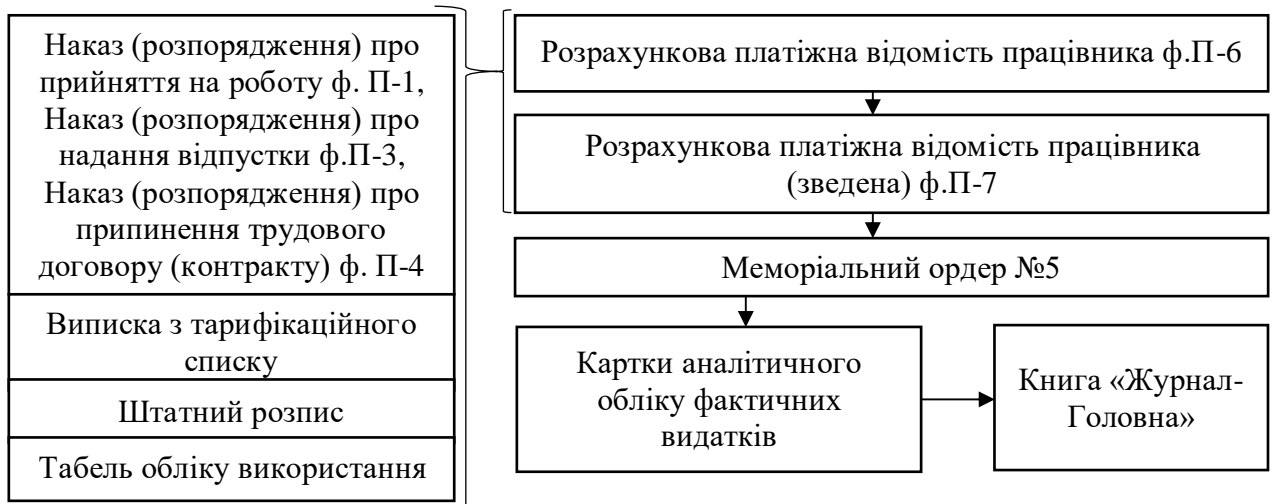 Наказ (розпорядження) про
прийняття на роботу ф. П-1,
Наказ (розпорядження) про
надання відпустки ф.П-3,
Наказ (розпорядження) про
припинення трудового
договору (контракту) ф. П-4
Виписка з тарифікаційного
списку
Штатний розпис
Табель обліку використання
Розрахункова платіжна відомість працівника ф.П-6
Розрахункова платіжна відомість працівника
(зведена) ф.П-7
Меморіальний ордер №5
Картки аналітичного
обліку фактичних
видатків
Книга «Журнал-
Головна»